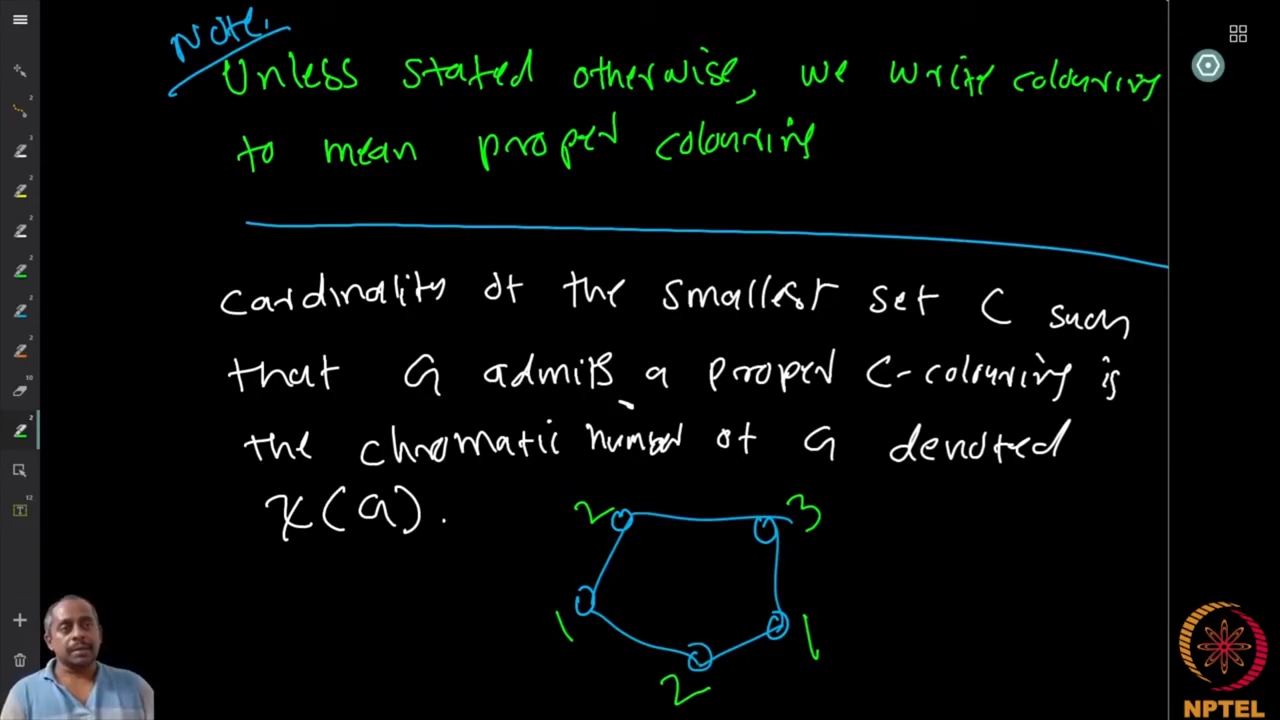 Note.
Unless stated otherwise, we write colouring
to mean proper colouring
Cardinality of the smallest set C such
that G admits a proper C-colouring is
the chromatic number of G denoted
χ(G).
2 3
1 1
2
NPTEL